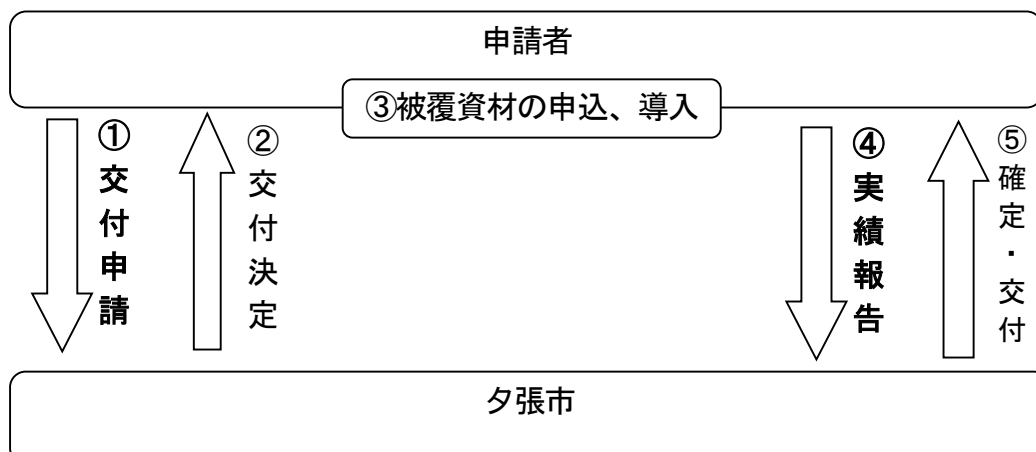 申請者
③被覆資材の申込、導入
①交付申請
②交付決定
④実績報告
⑤確定・交付
夕張市